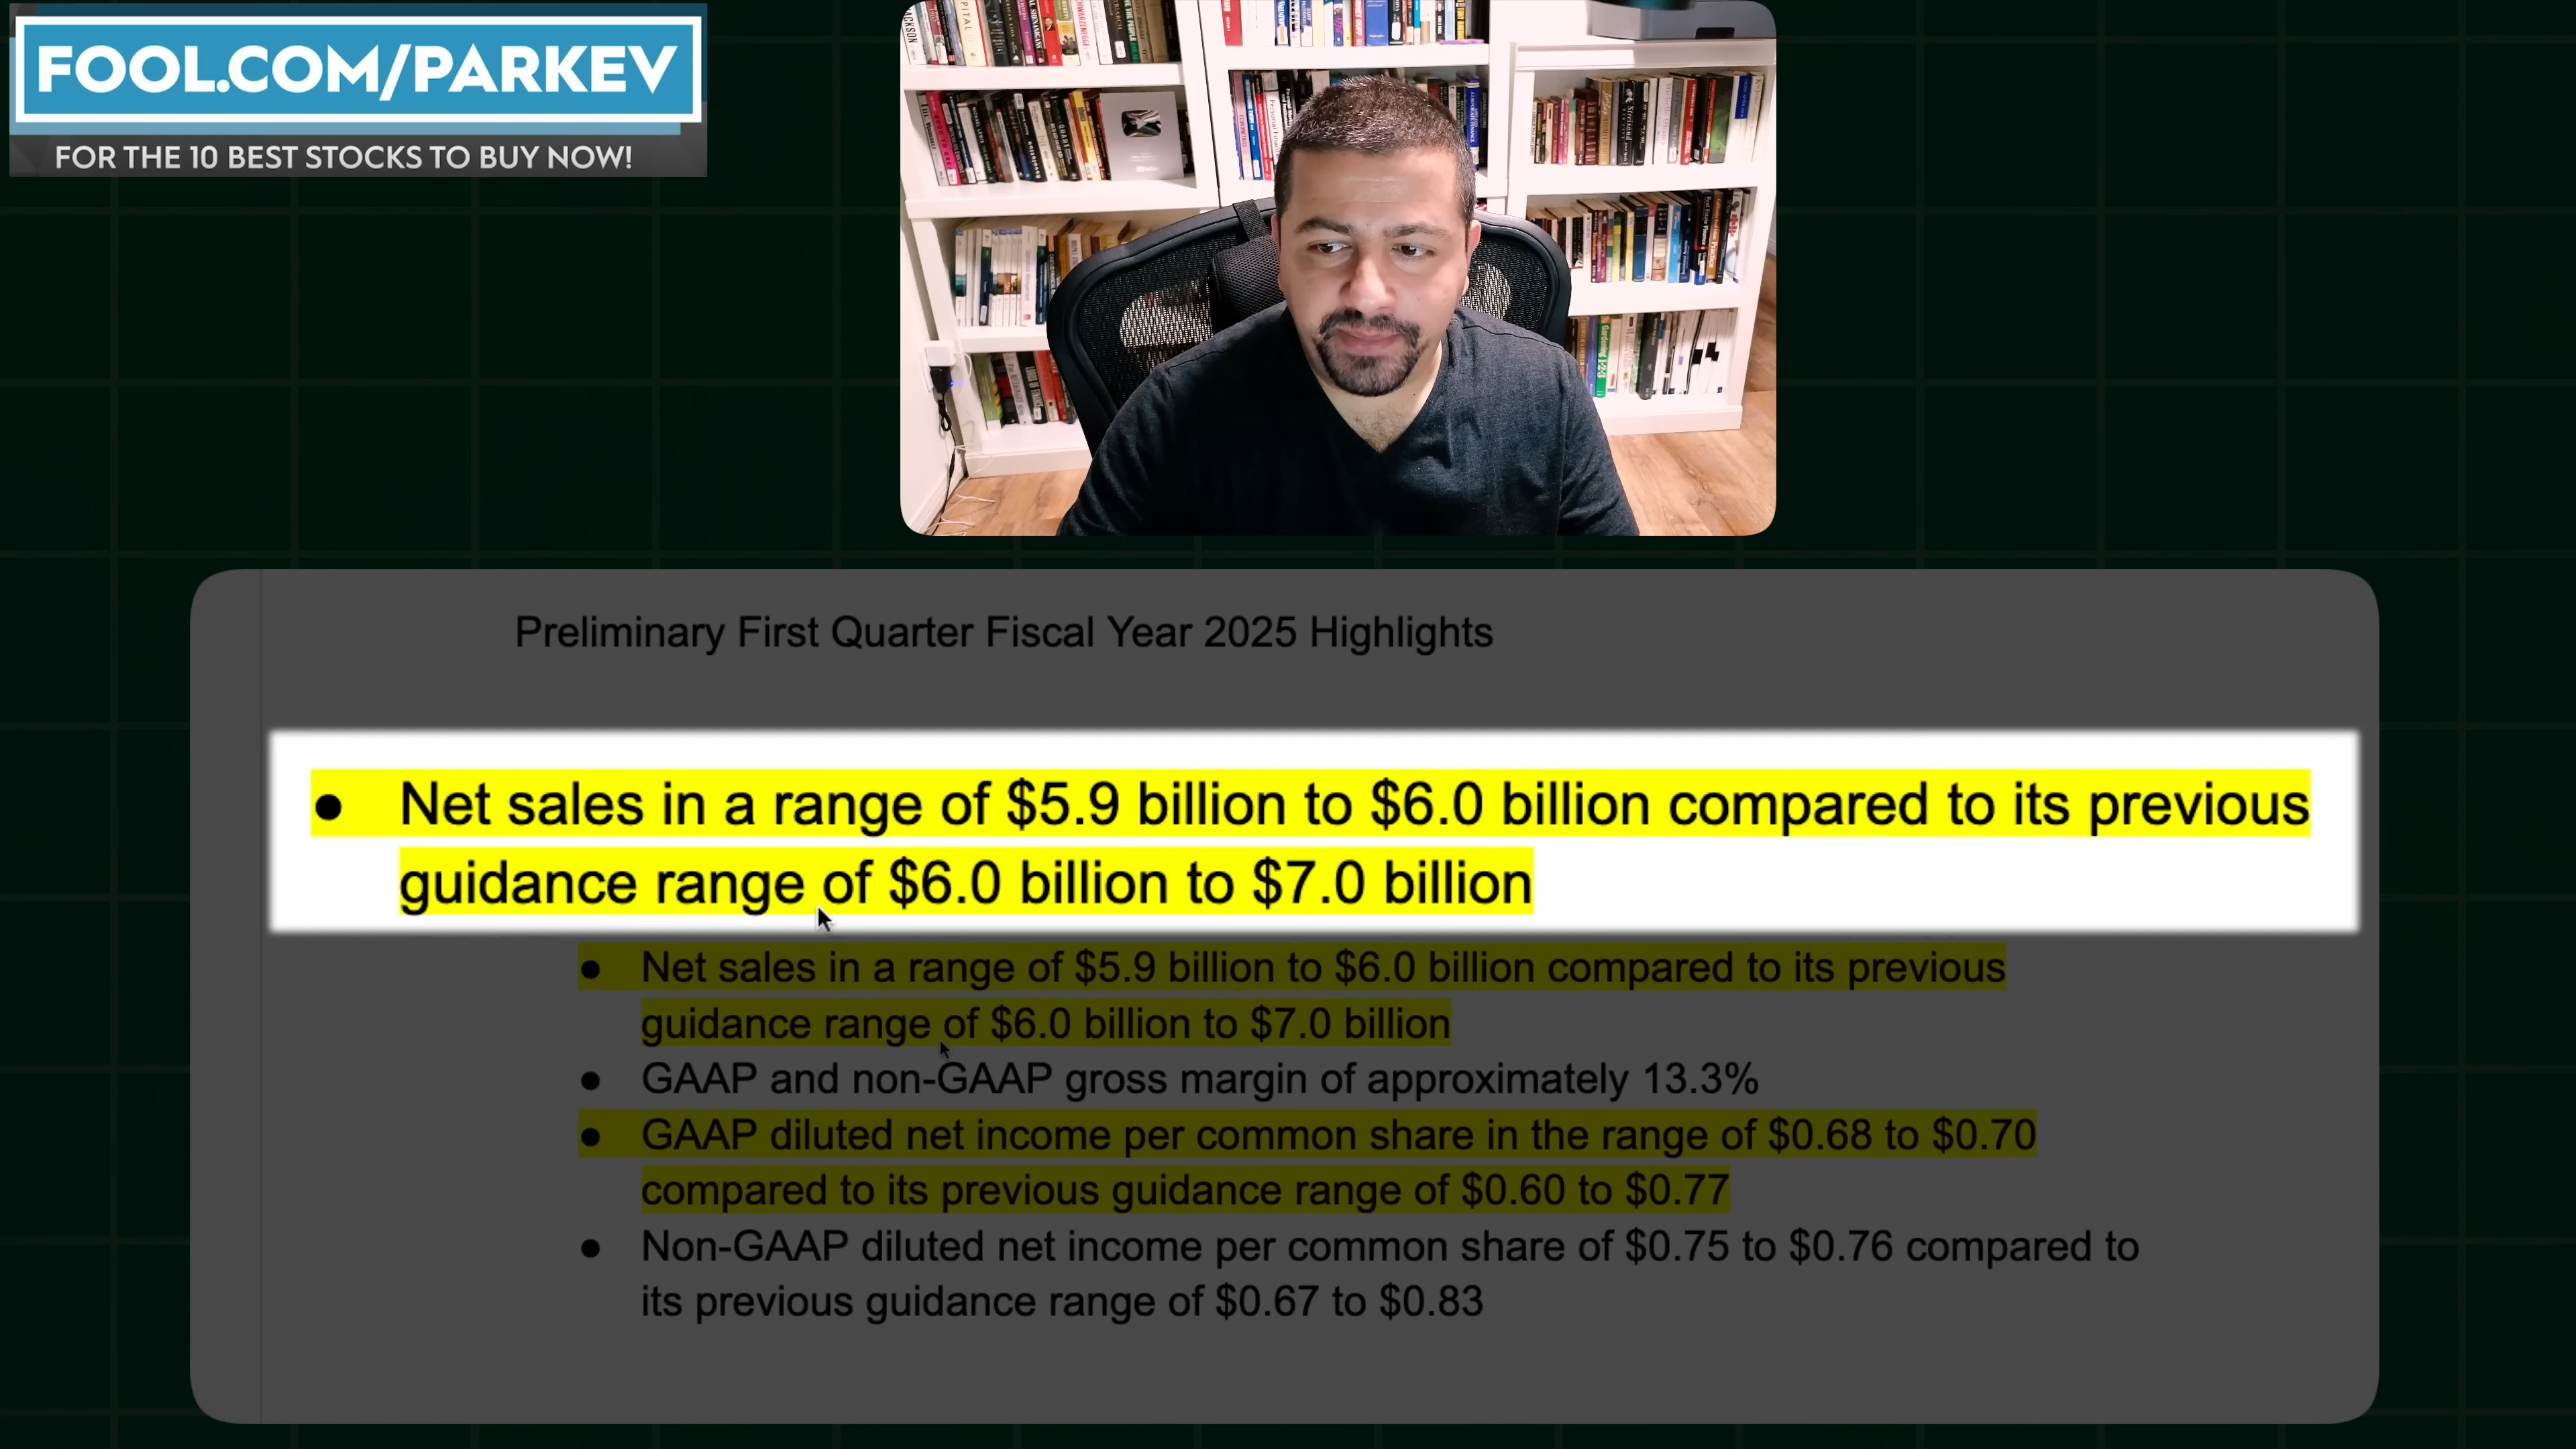 FOOL.COM/PARKEV
FOR THE 10 BEST STOCKS TO BUY NOW!
Preliminary First Quarter Fiscal Year 2025 Highlights
● Net sales in a range of $5.9 billion to $6.0 billion compared to its previous
guidance range of $6.0 billion to $7.0 billion
● Net sales in a range of $5.9 billion to $6.0 billion compared to its previous
guidance range of $6.0 billion to $7.0 billion
● GAAP and non-GAAP gross margin of approximately 13.3%
● GAAP diluted net income per common share in the range of $0.68 to $0.70
compared to its previous guidance range of $0.60 to $0.77
● Non-GAAP diluted net income per common share of $0.75 to $0.76 compared to
its previous guidance range of $0.67 to $0.83